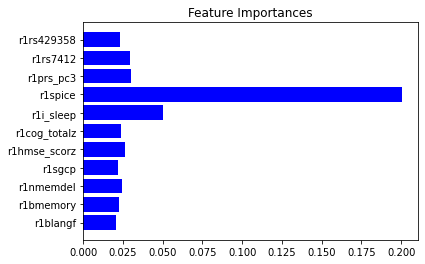 Feature Importances
r1rs429358
r1rs7412
r1prs_pc3
r1spice
r1i_sleep
r1cog_totalz
r1hmse_scorz
r1sgcp
r1nmemdel
r1bmemory
r1blangf
0.000 0.025 0.050 0.075 0.100 0.125 0.150 0.175 0.200